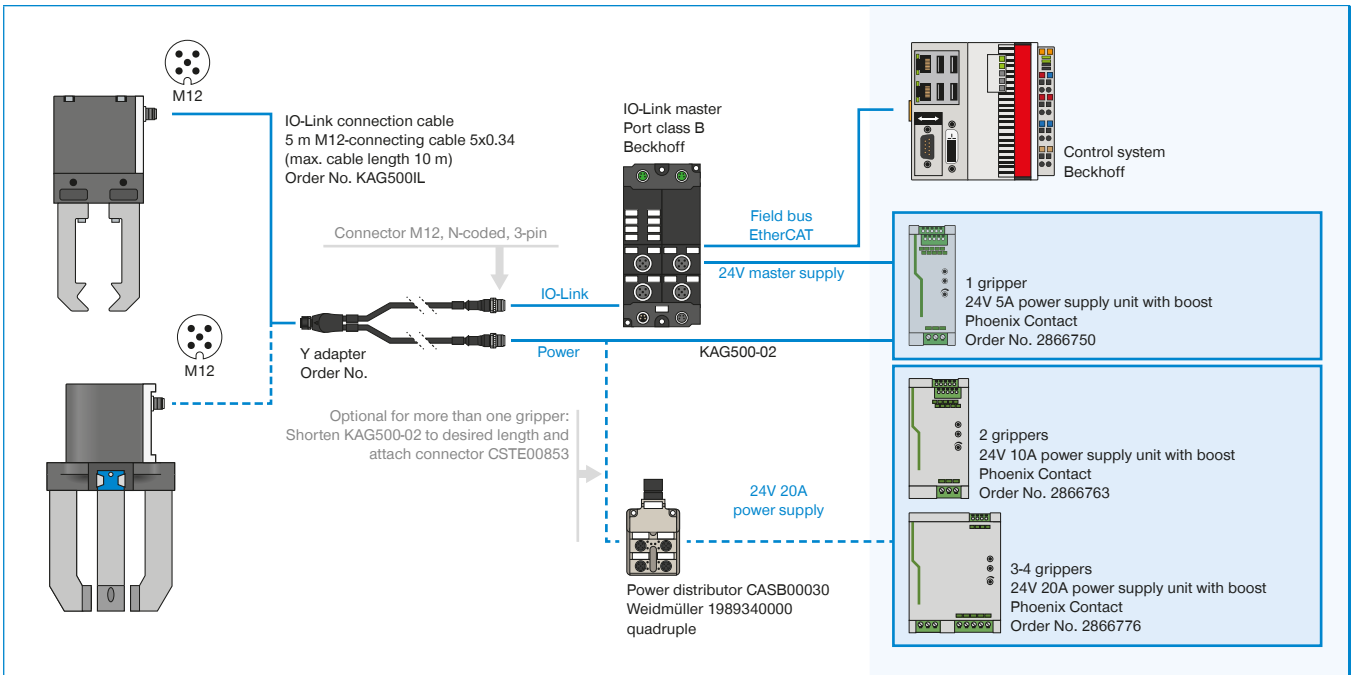 M12
IO-Link connection cable
5 m M12-connecting cable 5x0.34
(max. cable length 10 m)
Order No. KAG500IL
IO-Link master
Port class B
Beckhoff
Control system
Beckhoff
Connector M12, N-coded, 3-pin
Field bus
EtherCAT
24V master supply
IO-Link
Power
KAG500-02
M12
Y adapter
Order No.
1 gripper
24V 5A power supply unit with boost
Phoenix Contact
Order No. 2866750
Optional for more than one gripper:
Shorten KAG500-02 to desired length and
attach connector CSTE00853
2 grippers
24V 10A power supply unit with boost
Phoenix Contact
Order No. 2866763
24V 20A
power supply
Power distributor CASB00030
Weidmüller 1989340000
quadruple
3-4 grippers
24V 20A power supply unit with boost
Phoenix Contact
Order No. 2866776